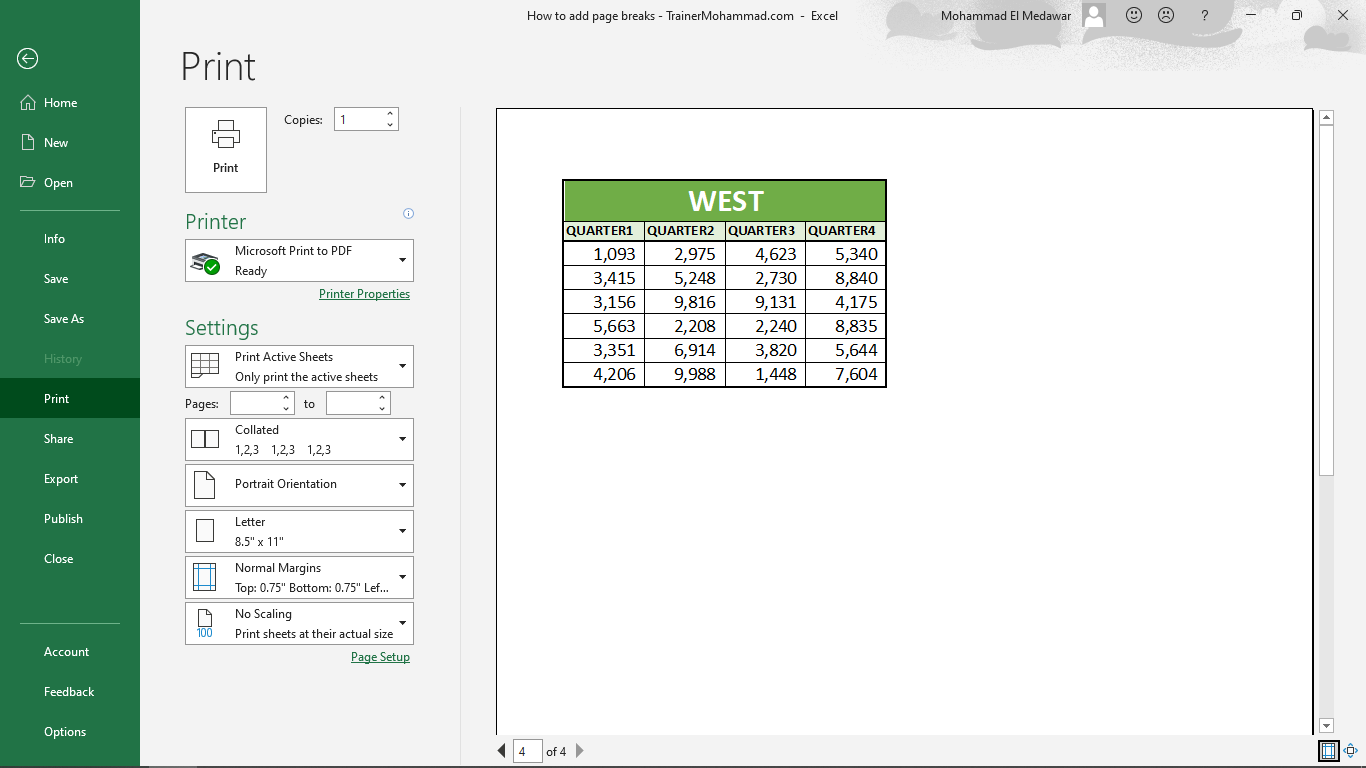 How to add page breaks - TrainerMohammad.com - Excel
Mohammad El Medawar
?
Home
New
Open
Info
Save
Save As
History
Print
Share
Export
Publish
Close
Account
Feedback
Options
Print
Print
Copies: 1
Printer
Microsoft Print to PDF
Ready
Printer Properties
Settings
Print Active Sheets
Only print the active sheets
Pages: to
Collated
1,2,3 1,2,3 1,2,3
Portrait Orientation
Letter
8.5" x 11"
Normal Margins
Top: 0.75" Bottom: 0.75" Lef...
No Scaling
Print sheets at their actual size
100
Page Setup
WEST
QUARTER1 QUARTER2 QUARTER3 QUARTER4
1,093 2,975 4,623 5,340
3,415 5,248 2,730 8,840
3,156 9,816 9,131 4,175
5,663 2,208 2,240 8,835
3,351 6,914 3,820 5,644
4,206 9,988 1,448 7,604
4 of 4